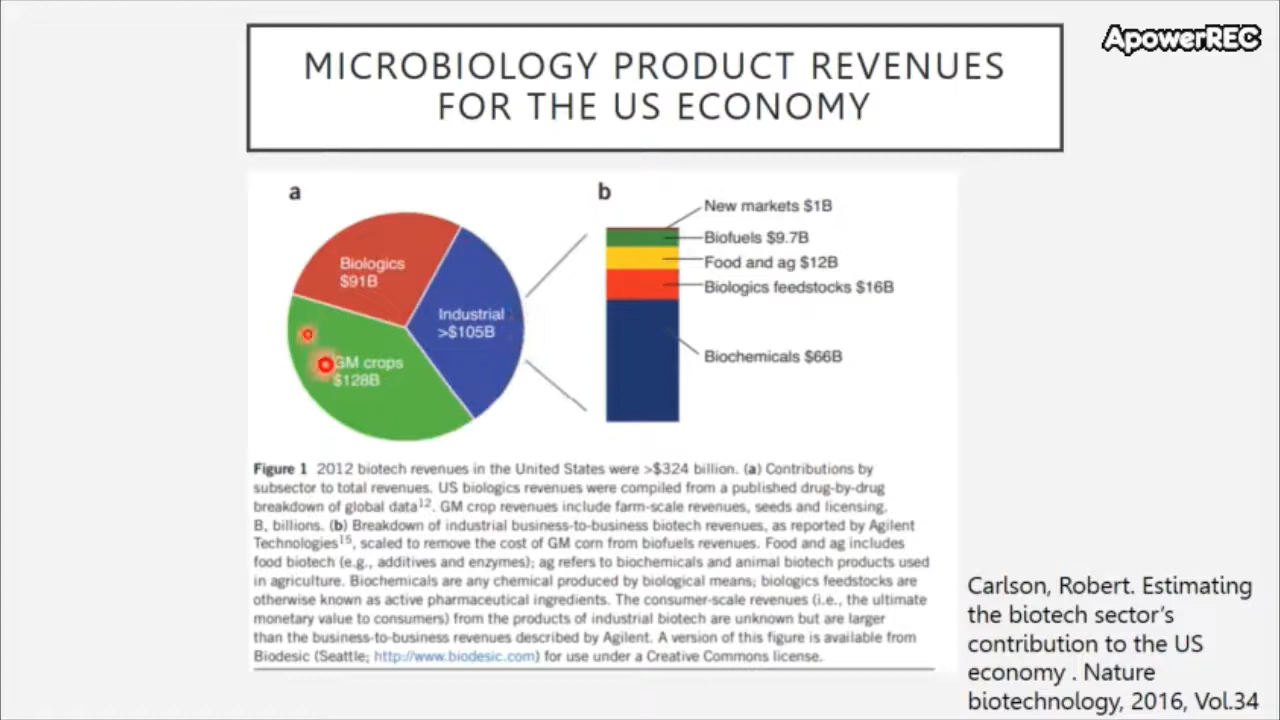 ApowerREC
MICROBIOLOGY PRODUCT REVENUES
FOR THE US ECONOMY
a
Biologics
$91B
Industrial
>$105B
GM crops
$128B
b
New markets $1B
Biofuels $9.7B
Food and ag $12B
Biologics feedstocks $16B
Biochemicals $66B
Figure 1 2012 biotech revenues in the United States were >$324 billion. (a) Contributions by
subsector to total revenues. US biologics revenues were compiled from a published drug-by-drug
breakdown of global data12. GM crop revenues include farm-scale revenues, seeds and licensing.
B, billions. (b) Breakdown of industrial business-to-business biotech revenues, as reported by Agilent
Technologies15, scaled to remove the cost of GM corn from biofuels revenues. Food and ag includes
food biotech (e.g., additives and enzymes); ag refers to biochemicals and animal biotech products used
in agriculture. Biochemicals are any chemical produced by biological means; biologics feedstocks are
otherwise known as active pharmaceutical ingredients. The consumer-scale revenues (i.e., the ultimate
monetary value to consumers) from the products of industrial biotech are unknown but are larger
than the business-to-business revenues described by Agilent. A version of this figure is available from
Biodesic (Seattle; http://www.biodesic.com) for use under a Creative Commons license.
Carlson, Robert. Estimating
the biotech sector's
contribution to the US
economy . Nature
biotechnology, 2016, Vol.34